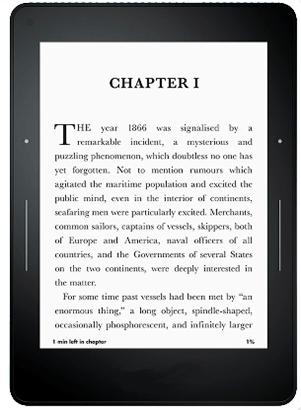 CHAPTER I
THE year 1866 was signalised by a
remarkable incident, a mysterious and
puzzling phenomenon, which doubtless no one has
yet forgotten. Not to mention rumours which
agitated the maritime population and excited the
public mind, even in the interior of continents,
seafaring men were particularly excited. Merchants,
common sailors, captains of vessels, skippers, both
of Europe and America, naval officers of all
countries, and the Governments of several States
on the two continents, were deeply interested in
the matter.
For some time past vessels had been met by "an
enormous thing," a long object, spindle-shaped,
occasionally phosphorescent, and infinitely larger
1 min left in chapter 1%